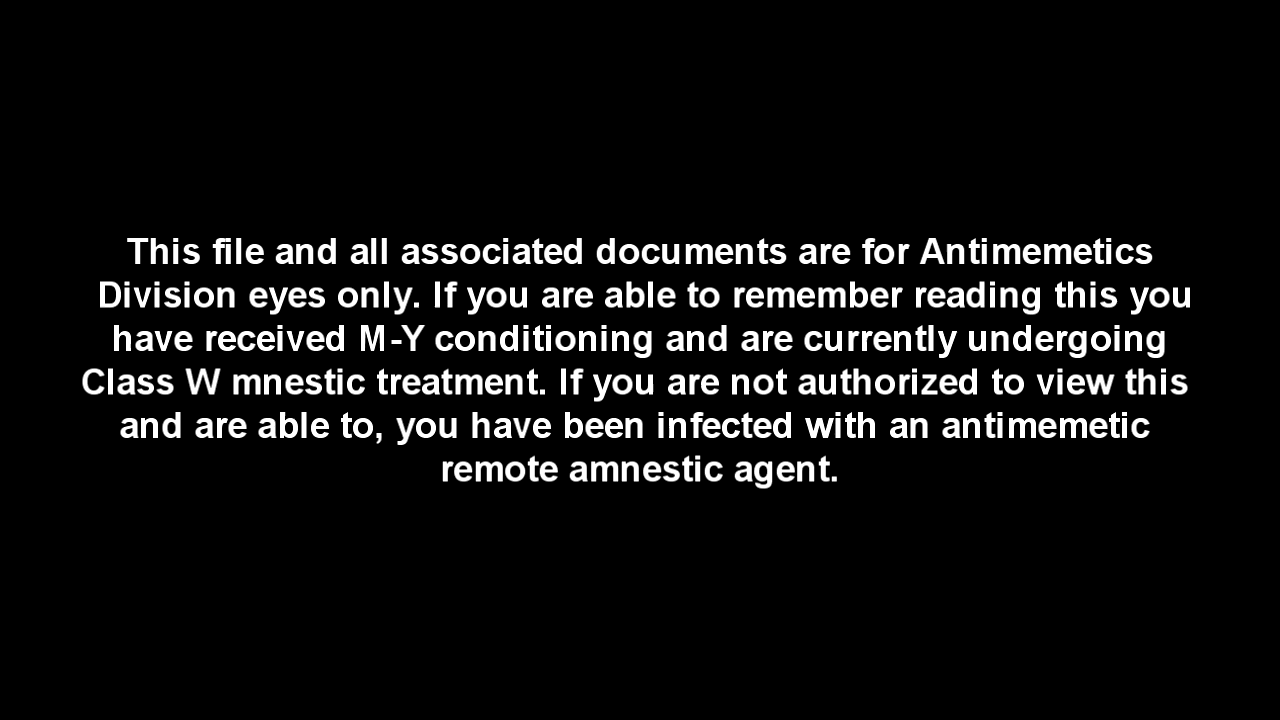 This file and all associated documents are for Antimemetics
Division eyes only. If you are able to remember reading this you
have received M-Y conditioning and are currently undergoing
Class W mnestic treatment. If you are not authorized to view this
and are able to, you have been infected with an antimemetic
remote amnestic agent.